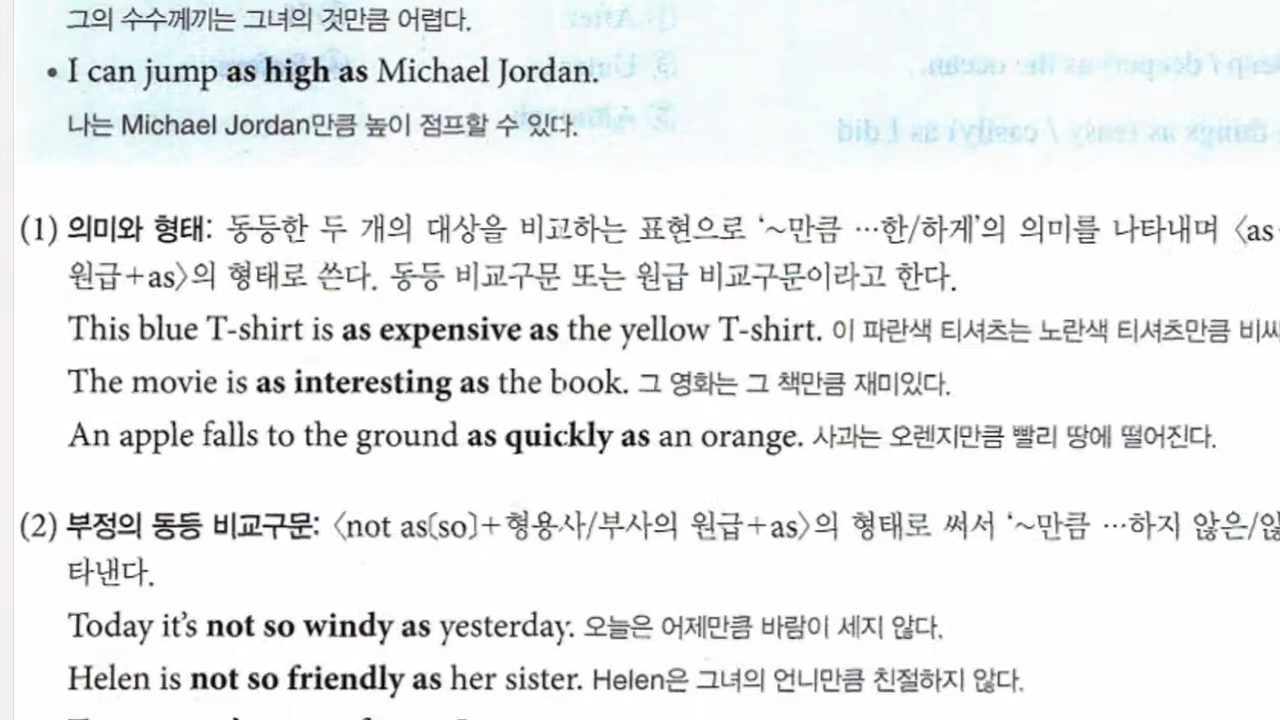 그의 수수께끼는 그녀의 것만큼 어렵다.
• I can jump as high as Michael Jordan.
나는 Michael Jordan만큼 높이 점프할 수 있다.
(1) 의미와 형태: 동등한 두 개의 대상을 비교하는 표현으로 ‘~만큼 …한/하게’의 의미를 나타내며 〈as
원급+as〉의 형태로 쓴다. 동등 비교구문 또는 원급 비교구문이라고 한다.
This blue T-shirt is as expensive as the yellow T-shirt. 이 파란색 티셔츠는 노란색 티셔츠만큼
The movie is as interesting as the book. 그 영화는 그 책만큼 재미있다.
An apple falls to the ground as quickly as an orange. 사과는 오렌지만큼 빨리 땅에 떨어진다.
(2) 부정의 동등 비교구문: 〈not as(so)+형용사/부사의 원급+as〉의 형태로 써서 ‘~만큼 …하지 않은/
타낸다.
Today it’s not so windy as yesterday. 오늘은 어제만큼 바람이 세지 않다.
Helen is not so friendly as her sister. Helen은 그녀의 언니만큼 친절하지 않다.